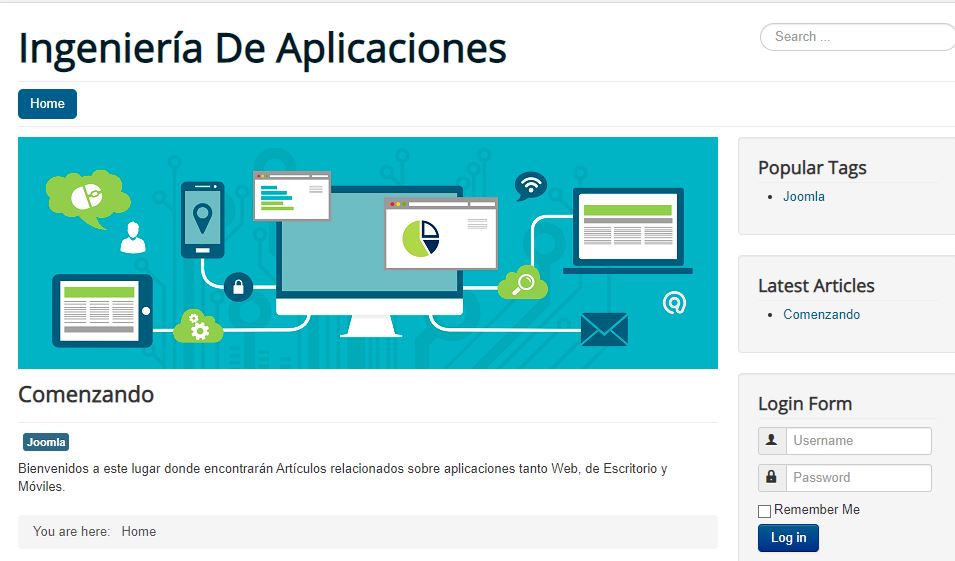 Ingeniería De Aplicaciones
Search ...
Home
Comenzando
Joomla
Bienvenidos a este lugar donde encontrarán Artículos relacionados sobre aplicaciones tanto Web, de Escritorio y
Móviles.
You are here: Home
Popular Tags
Joomla
Latest Articles
Comenzando
Login Form
Username
Password
Remember Me
Log in